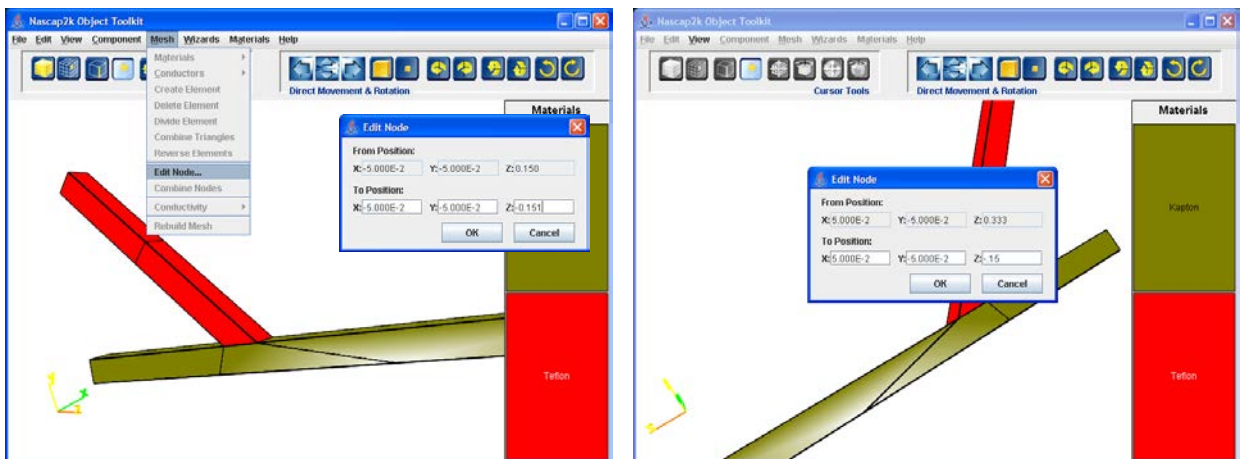 Nascap2k Object Toolkit
File Edit View Component Mesh Wizards Materials Help
Materials
Conductors
Create Element
Delete Element
Divide Element
Combine Triangles
Reverse Elements
Edit Node...
Combine Nodes
Conductivity
Rebuild Mesh
Direct Movement & Rotation
Materials
Edit Node
From Position:
X:-5.000E-2 Y:-5.000E-2 Z:0.150
To Position:
X:-5.000E-2 Y:-5.000E-2 Z:-0.151
OK Cancel
Teflon
Nascap2k Object Toolkit
File Edit View Component Mesh Wizards Materials Help
Cursor Tools Direct Movement & Rotation
Materials
Edit Node
From Position:
X:5.000E-2 Y:-5.000E-2 Z:0.333
To Position:
X:5.000E-2 Y:-5.000E-2 Z:-.15
OK Cancel
Kapton
Teflon